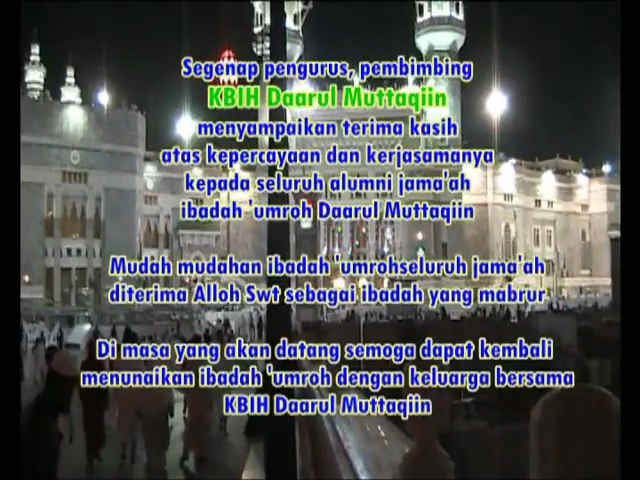 Segenap pengurus, pembimbing
KBIH Daarul Muttaqiin
menyampaikan terima kasih
atas kepercayaan dan kerjasamanya
kepada seluruh alumni jama'ah
ibadah 'umroh Daarul Muttaqiin
Mudah mudahan ibadah 'umrohseluruh jama'ah
diterima Alloh Swt sebagai ibadah yang mabrur
Di masa yang akan datang semoga dapat kembali
menunaikan ibadah 'umroh dengan keluarga bersama
KBIH Daarul Muttaqiin